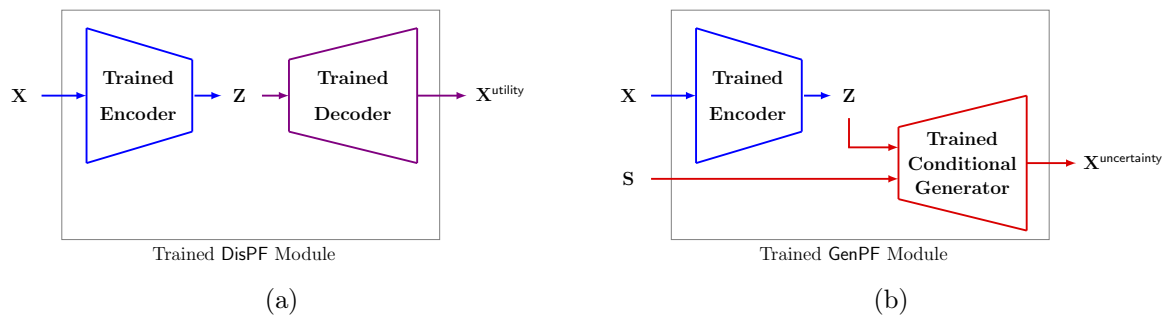 Trained
Encoder
Trained
Decoder
X
Z
X^utility
Trained DisPF Module
(a)
Trained
Encoder
X
Z
Trained
Conditional
Generator
X^uncertainty
S
Trained GenPF Module
(b)